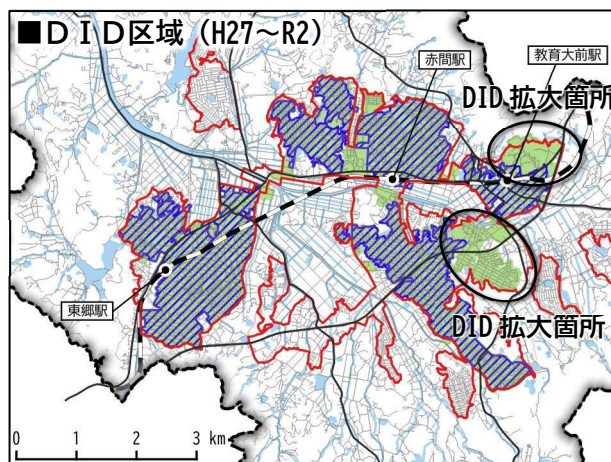 ■ＤＩＤ区域（H27～R2）
赤間駅
教育大前駅
DID 拡大箇所
東郷駅
DID 拡大箇所
0 1 2 3 km